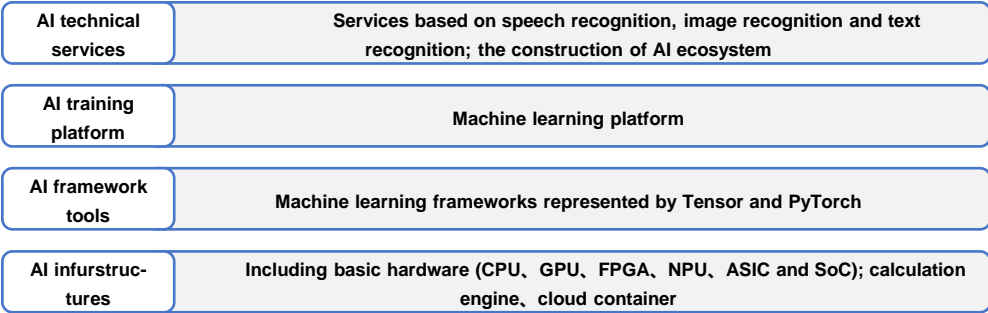 AI technical
services
Services based on speech recognition, image recognition and text
recognition; the construction of AI ecosystem
AI training
platform
Machine learning platform
AI framework
tools
Machine learning frameworks represented by Tensor and PyTorch
AI infurstruc-
tures
Including basic hardware (CPU、GPU、FPGA、NPU、ASIC and SoC); calculation
engine、cloud container